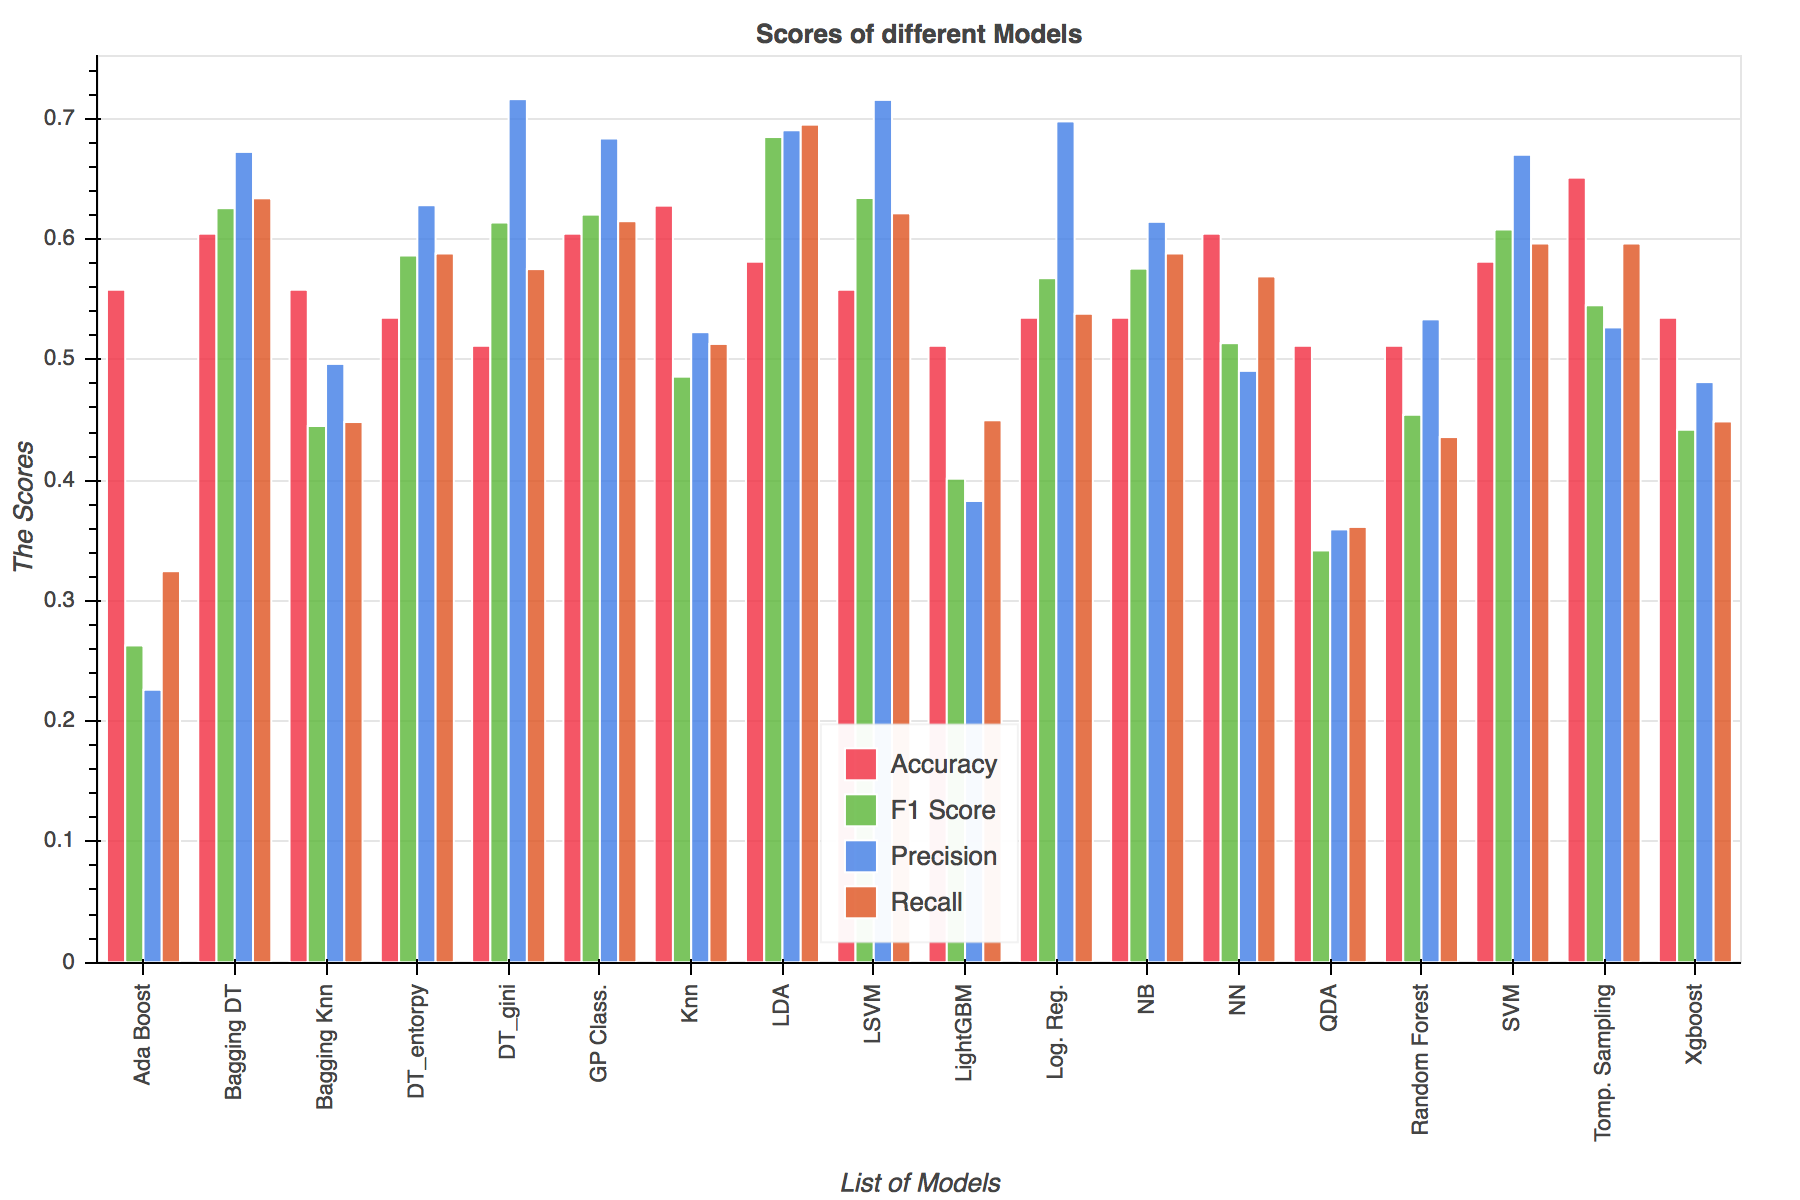 Scores of different Models
The Scores
0.7
0.6
0.5
0.4
0.3
0.2
0.1
0
Accuracy
F1 Score
Precision
Recall
Ada Boost
Bagging DT
Bagging Knn
DT_entorpy
DT_gini
GP Class.
Knn
LDA
LSVM
LightGBM
Log. Reg.
NB
NN
QDA
Random Forest
SVM
Tomp. Sampling
Xgboost
List of Models